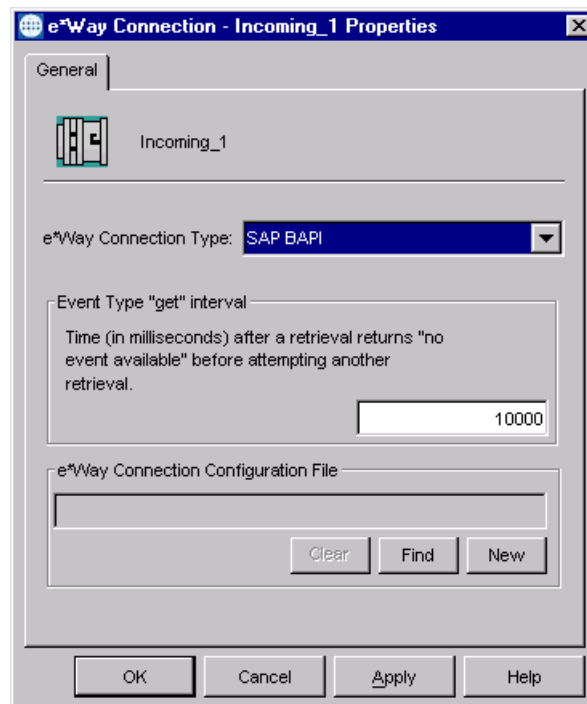 e*Way Connection - Incoming_1 Properties
General
Incoming_1
e*Way Connection Type: SAP BAPI
Event Type "get" interval
Time (in milliseconds) after a retrieval returns "no
event available" before attempting another
retrieval.
10000
e*Way Connection Configuration File
Clear Find New
OK Cancel Apply Help